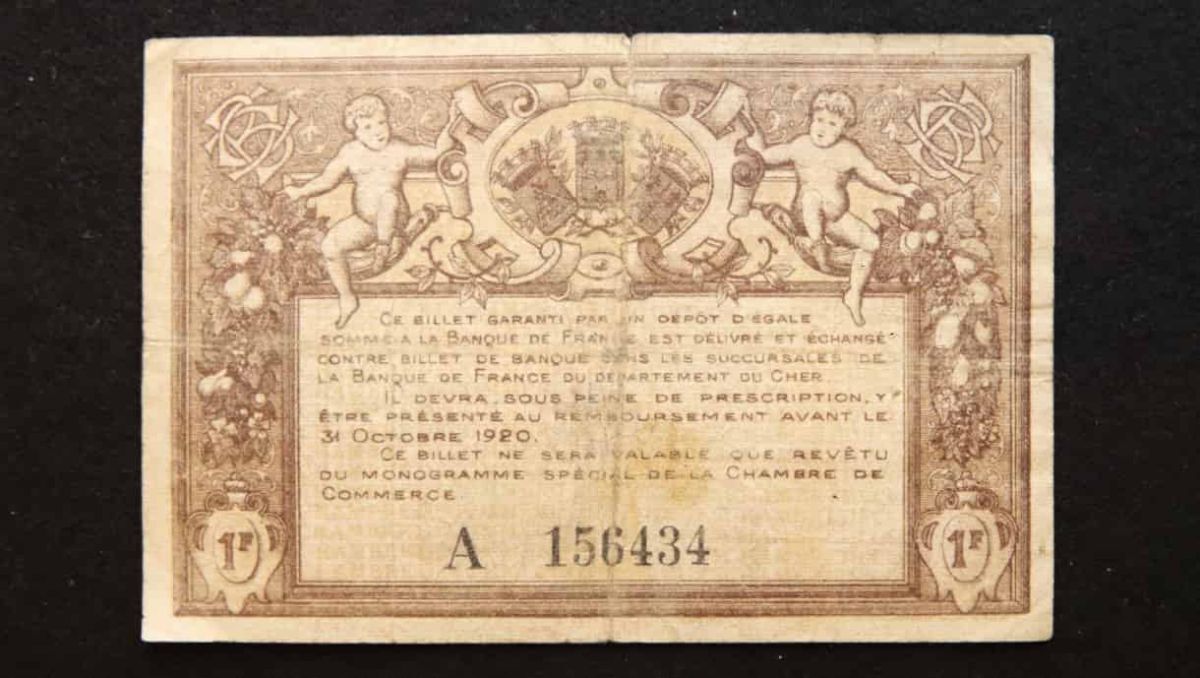 CE BILLET GARANTI PAR UN DEPÔT D'ÉGALE
SOMME A LA BANQUE DE FRANCE EST DÉLIVRÉ ET ÉCHANGÉ
CONTRE BILLET DE BANQUE DANS LES SUCCURSALES DE
LA BANQUE DE FRANCE DU DÉPARTEMENT DU CHER
IL DEVRA, SOUS PEINE DE PRESCRIPTION, Y
ÊTRE PRÉSENTÉ AU REMBOURSEMENT AVANT LE
31 OCTOBRE 1920.
CE BILLET NE SERA VALABLE QUE REVÊTU
DU MONOGRAMME SPÉCIAL DE LA CHAMBRE DE
COMMERCE
A 156434
1F
1F